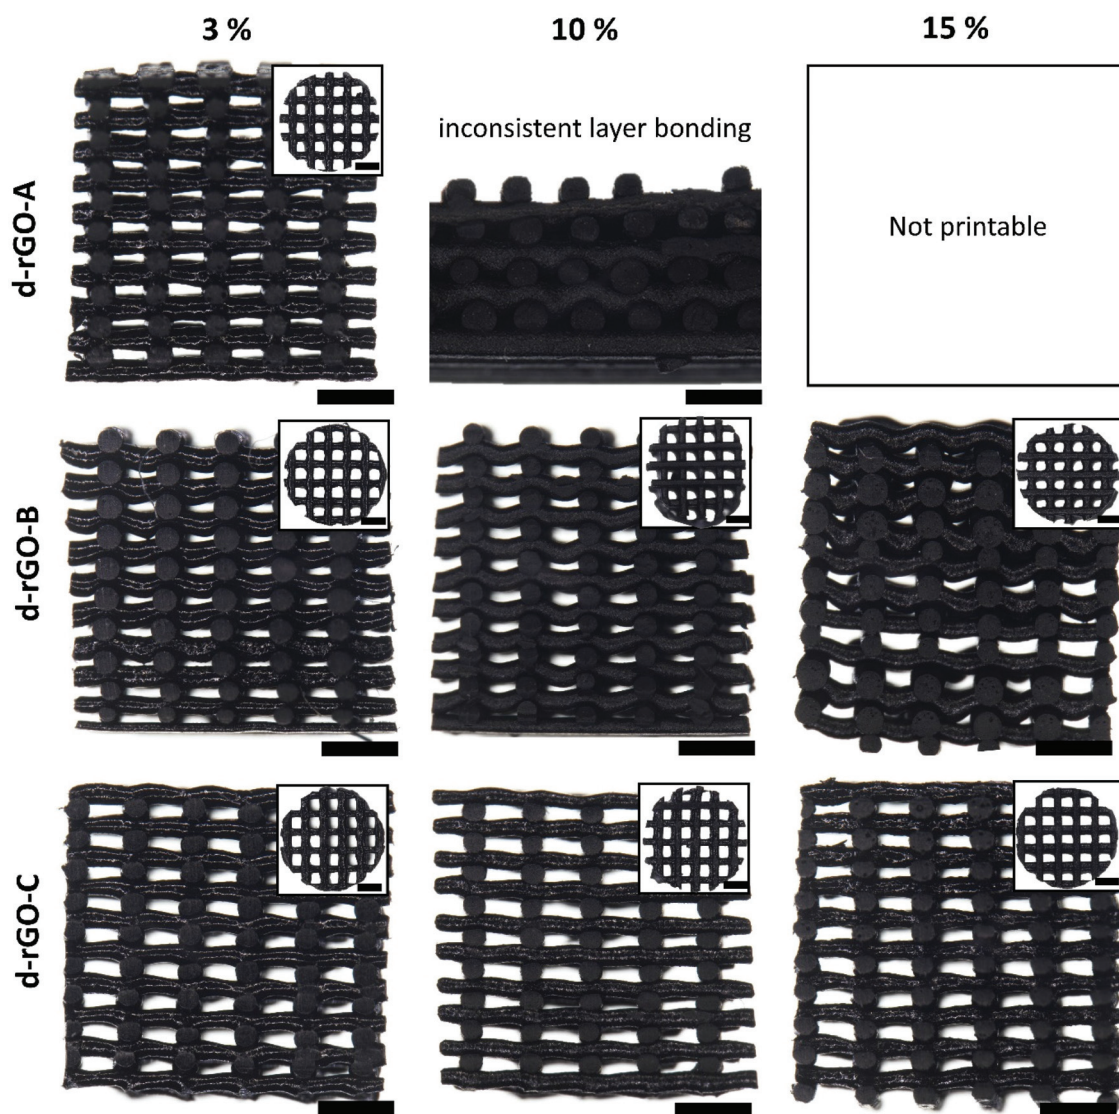 3 %
10 %
15 %
d-rGO-A
inconsistent layer bonding
Not printable
d-rGO-B
d-rGO-C